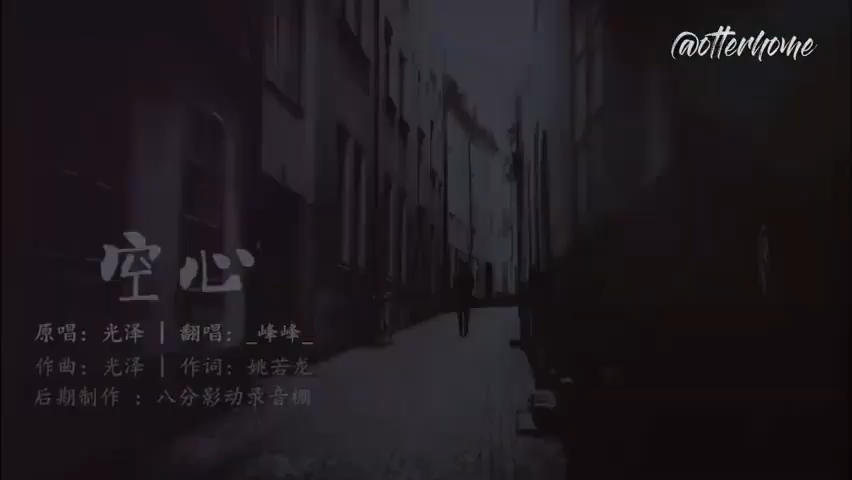 @otterhome
空心
原唱：光泽 | 翻唱：_峰峰_
作曲：光泽 | 作词：姚若龙
后期制作 ：八分影动录音棚